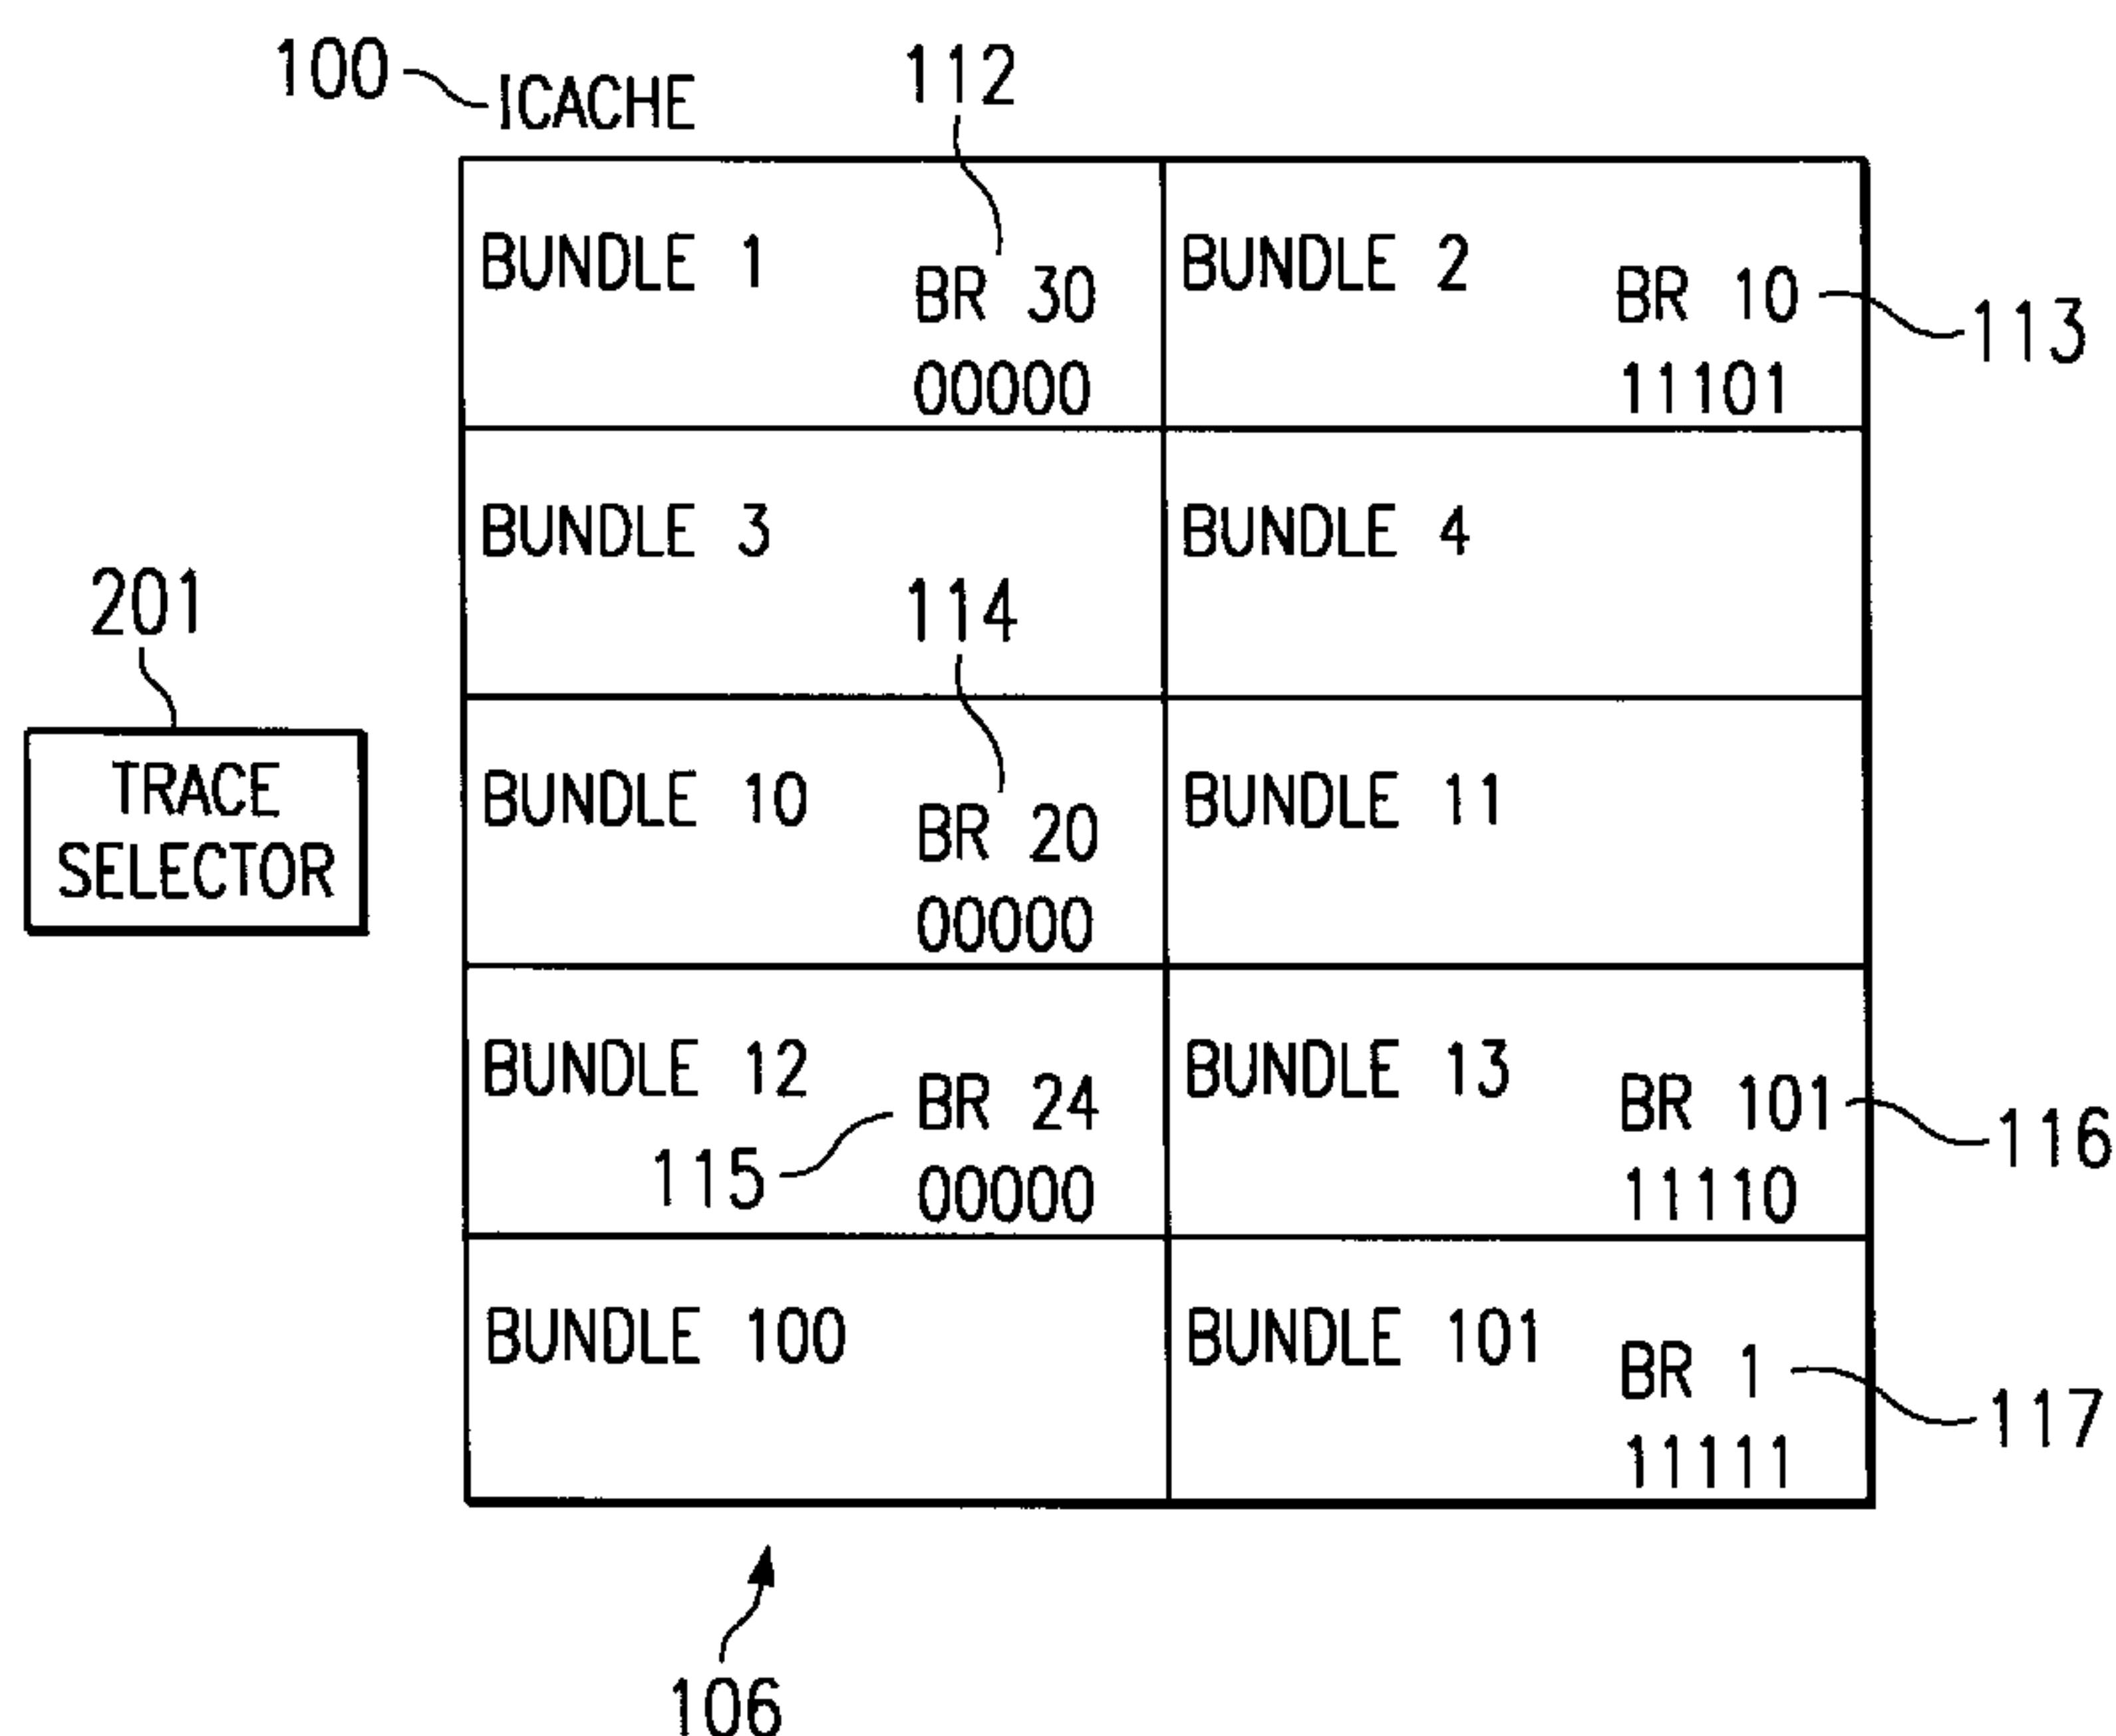 100
ICACHE
112
BUNDLE 1
BR 30
00000
BUNDLE 2
BR 10
11101
113
BUNDLE 3
BUNDLE 4
201
TRACE
SELECTOR
114
BUNDLE 10
BR 20
00000
BUNDLE 11
BUNDLE 12
BR 24
00000
115
BUNDLE 13
BR 101
11110
116
BUNDLE 100
BUNDLE 101
BR 1
11111
117
106